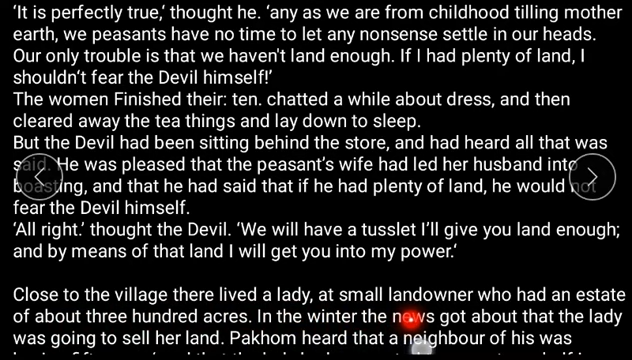 ‘It is perfectly true,‘ thought he. ‘any as we are from childhood tilling mother
earth, we peasants have no time to let any nonsense settle in our heads.
Our only trouble is that we haven't land enough. If I had plenty of land, I
shouldn‘t fear the Devil himself!’
The women Finished their: ten. chatted a while about dress, and then
cleared away the tea things and lay down to sleep.
But the Devil had been sitting behind the store, and had heard all that was
said. He was pleased that the peasant’s wife had led her husband into
boasting, and that he had said that if he had plenty of land, he would not
fear the Devil himself.
‘All right.’ thought the Devil. ‘We will have a tusslet I’ll give you land enough;
and by means of that land I will get you into my power.‘
Close to the village there lived a lady, at small landowner who had an estate
of about three hundred acres. In the winter the news got about that the lady
was going to sell her land. Pakhom heard that a neighbour of his was